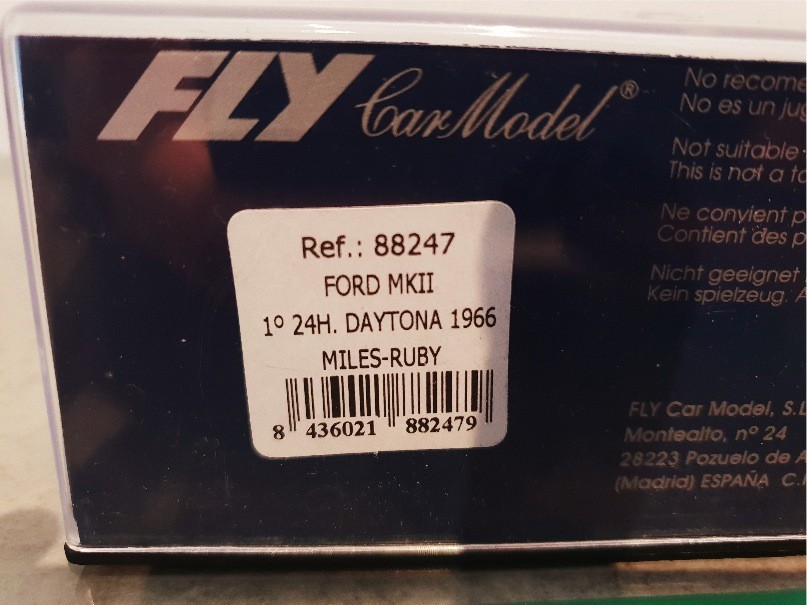 FLY Car Model ®
Ref.: 88247
FORD MKII
1º 24H. DAYTONA 1966
MILES-RUBY
8 436021 882479
No recome
No es un jug
Not suitable
This is not a to
Ne convient p
Contient des p
Nicht geeignet
Kein spielzeug. A
FLY Car Model, S.L
Montealto, nº 24
28223 Pozuelo de A
(Madrid) ESPAÑA C.I